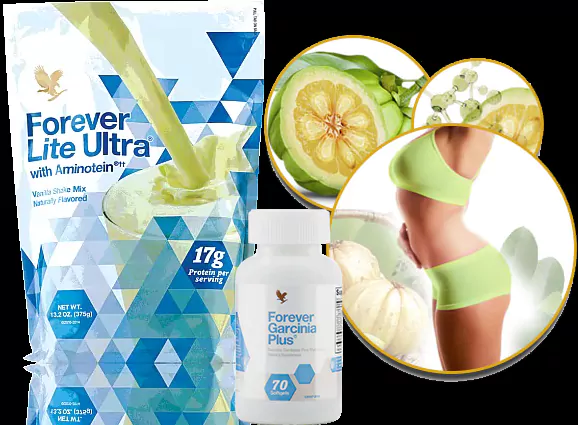 Forever
Lite Ultra®
with Aminotein®††
Vanilla Shake Mix
Naturally Flavored
17g
Protein per
serving
NET WT.
13.2 OZ. (375g)
Forever
Garcinia
Plus®
70
Softgels